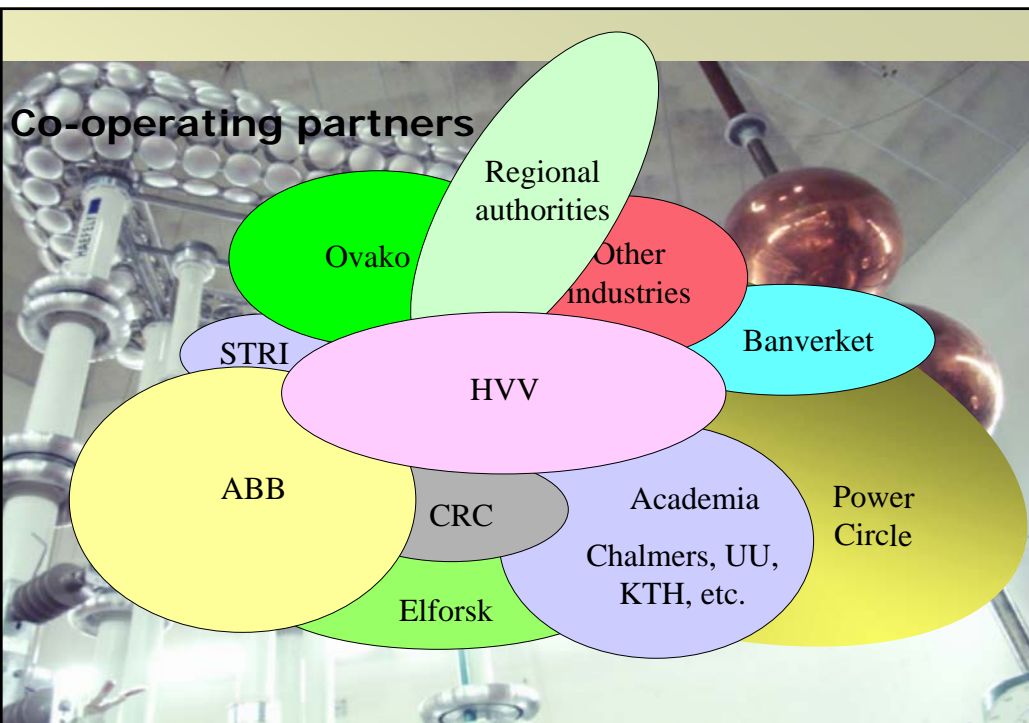 Co-operating partners
Regional
authorities
Ovako
Other
industries
STRI
Banverket
HVV
ABB
CRC
Academia
Chalmers, UU,
KTH, etc.
Power
Circle
Elforsk
HAEFELY